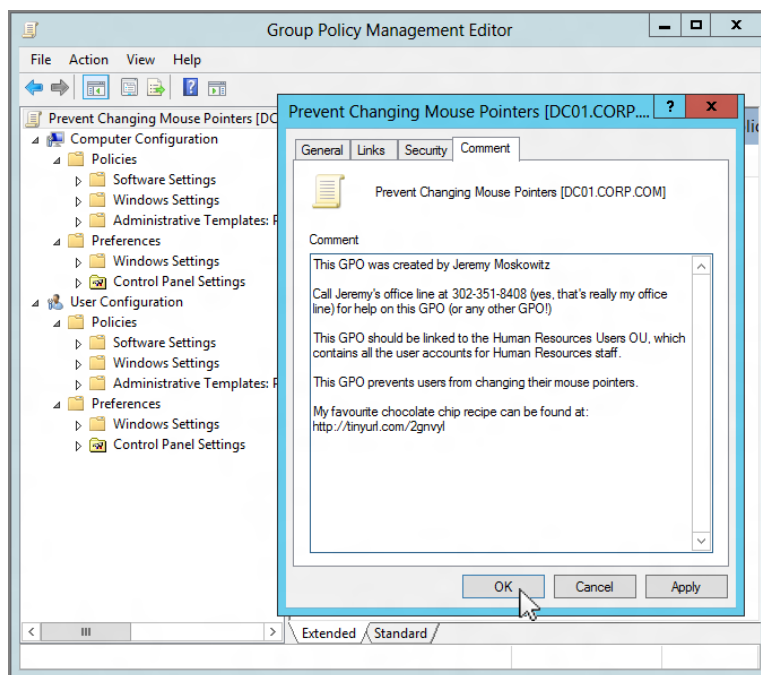 Group Policy Management Editor
File Action View Help
Prevent Changing Mouse Pointers [DC
Computer Configuration
Policies
Software Settings
Windows Settings
Administrative Templates: P
Preferences
Windows Settings
Control Panel Settings
User Configuration
Policies
Software Settings
Windows Settings
Administrative Templates: P
Preferences
Windows Settings
Control Panel Settings
Prevent Changing Mouse Pointers [DC01.CORP....
General Links Security Comment
Prevent Changing Mouse Pointers [DC01.CORP.COM]
Comment
This GPO was created by Jeremy Moskowitz
Call Jeremy's office line at 302-351-8408 (yes, that's really my office
line) for help on this GPO (or any other GPO!)
This GPO should be linked to the Human Resources Users OU, which
contains all the user accounts for Human Resources staff.
This GPO prevents users from changing their mouse pointers.
My favourite chocolate chip recipe can be found at:
http://tinyurl.com/2gnvyl
OK Cancel Apply
Extended Standard